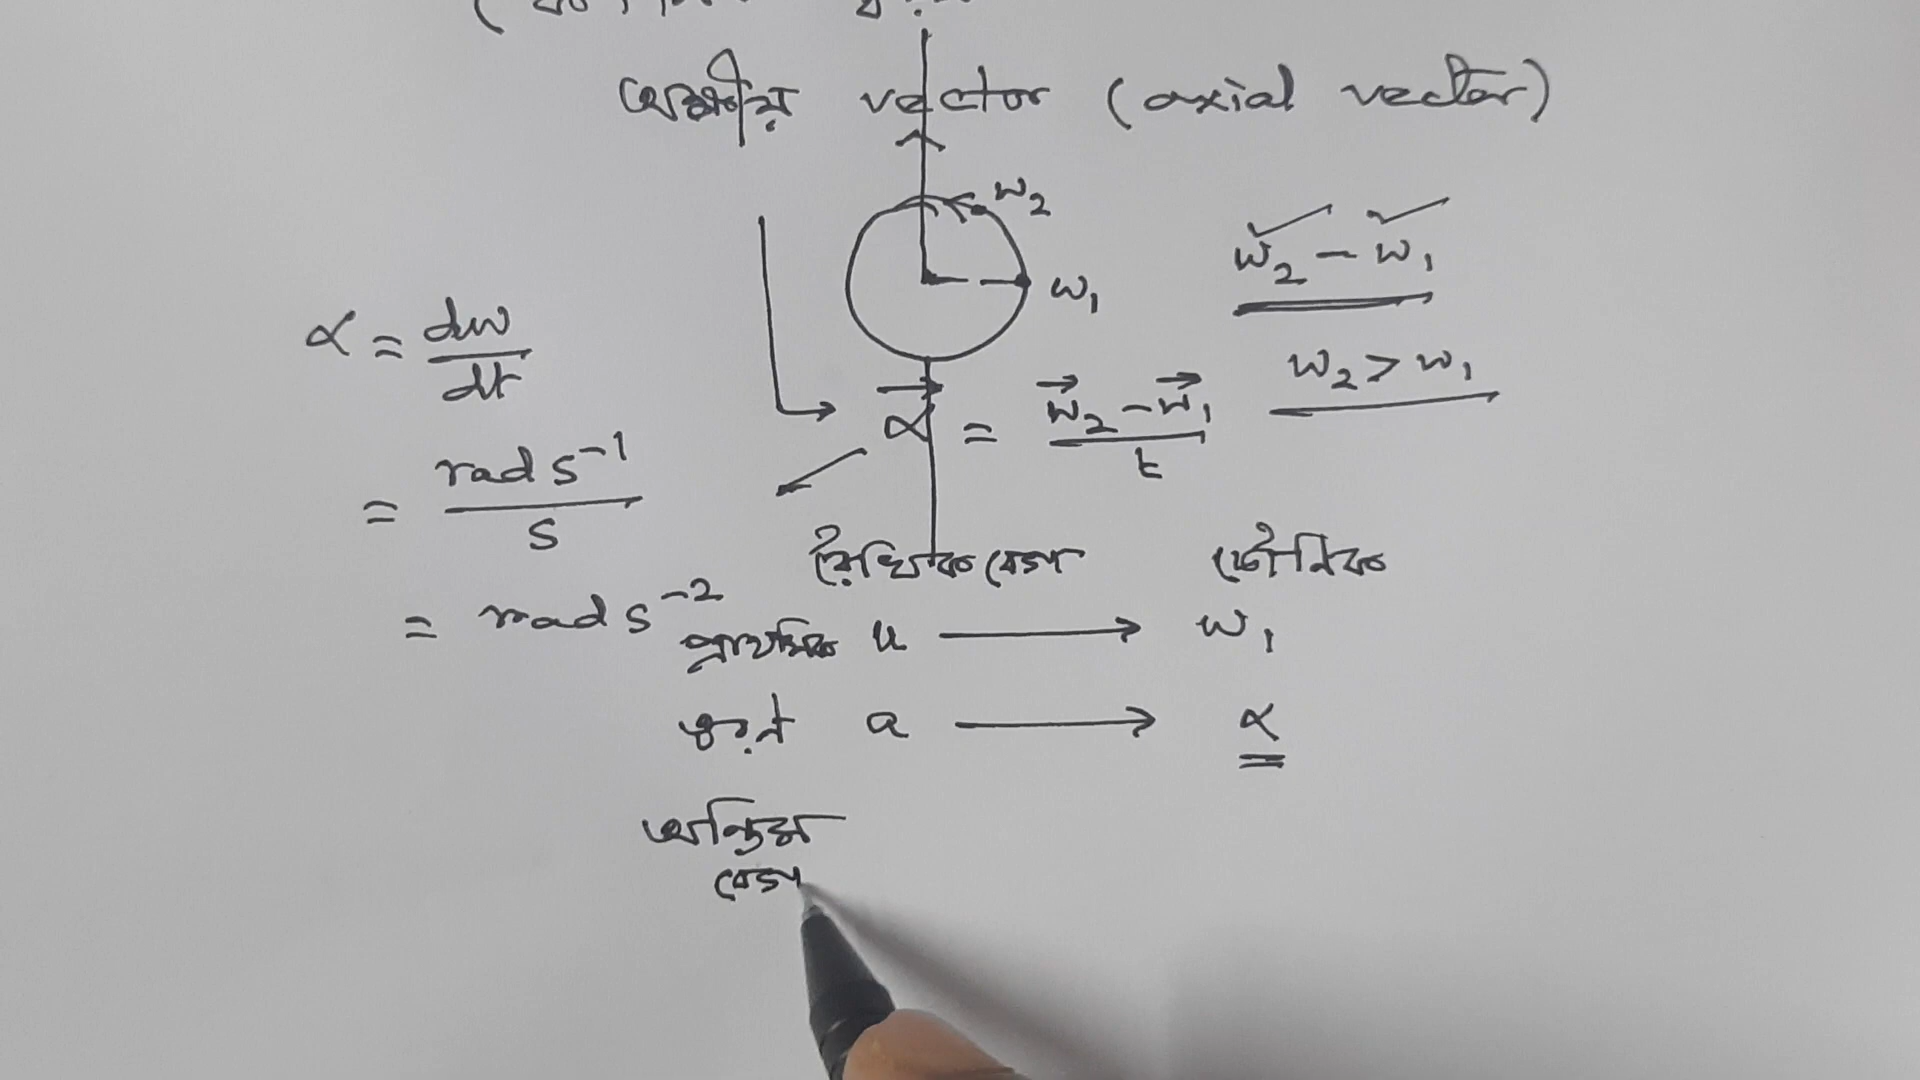 অক্ষীয় vector (axial vector)
ω₂
ω₂ – ω₁
ω₁
α = dω/dt
ω₂ > ω₁
α⃗ = (ω⃗₂ – ω⃗₁)/t
= rad s⁻¹/s
রৈখিক বেগ কৌনিক
= rad s⁻²
প্রাথমিক u ⟶ ω₁
ত্বরণ a ⟶ α
অন্তিম
বেগ